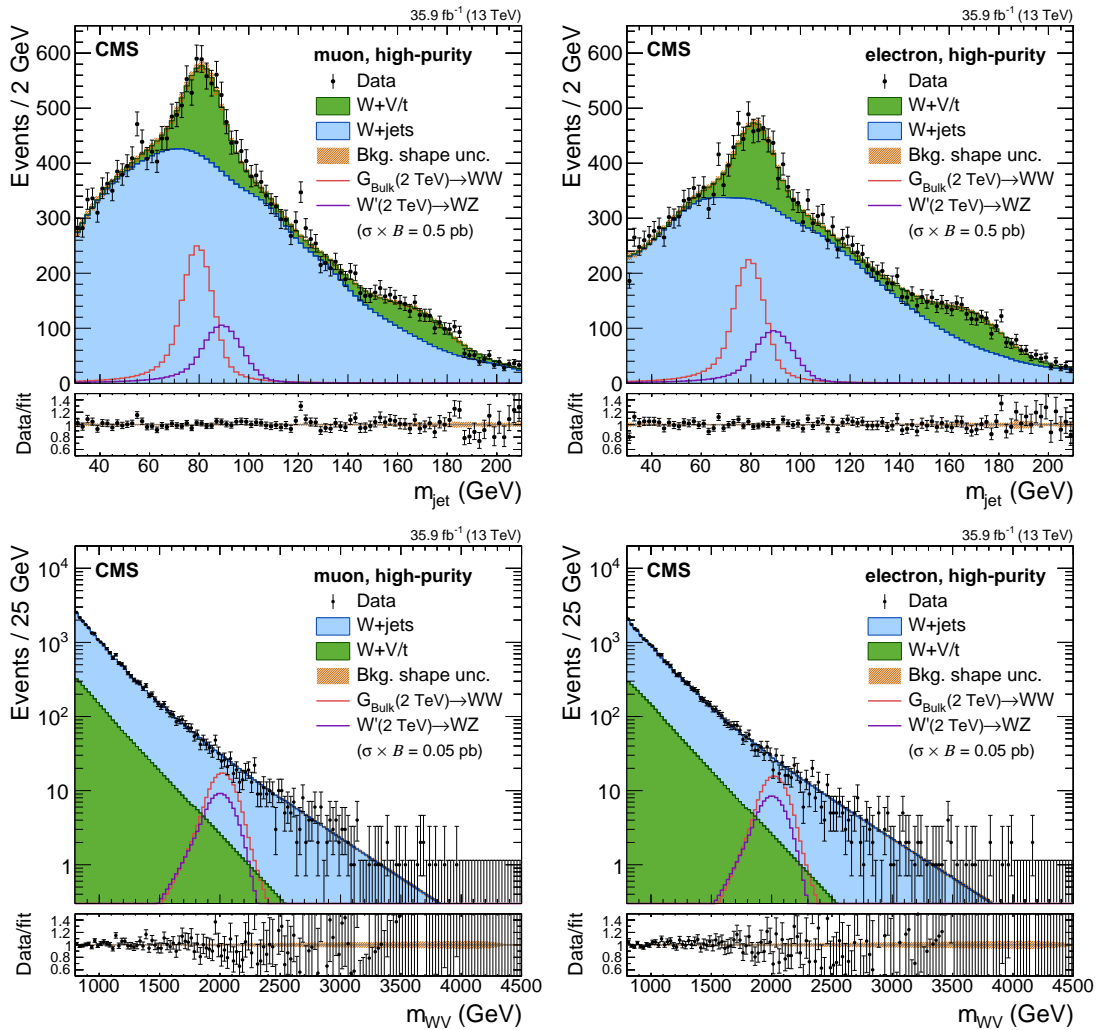 35.9 fb⁻¹ (13 TeV)
CMS
muon, high-purity
Data
W+V/t
W+jets
Bkg. shape unc.
G_Bulk(2 TeV)→WW
W'(2 TeV)→WZ
(σ × B = 0.5 pb)
Events / 2 GeV
600
500
400
300
200
100
0
Data/fit
1.4
1.2
1
0.8
0.6
40 60 80 100 120 140 160 180 200
m_jet (GeV)
35.9 fb⁻¹ (13 TeV)
CMS
electron, high-purity
Data
W+V/t
W+jets
Bkg. shape unc.
G_Bulk(2 TeV)→WW
W'(2 TeV)→WZ
(σ × B = 0.5 pb)
Events / 2 GeV
600
500
400
300
200
100
0
Data/fit
1.4
1.2
1
0.8
0.6
40 60 80 100 120 140 160 180 200
m_jet (GeV)
35.9 fb⁻¹ (13 TeV)
CMS
muon, high-purity
Data
W+jets
W+V/t
Bkg. shape unc.
G_Bulk(2 TeV)→WW
W'(2 TeV)→WZ
(σ × B = 0.05 pb)
Events / 25 GeV
10⁴
10³
10²
10
1
Data/fit
1.4
1.2
1
0.8
0.6
1000 1500 2000 2500 3000 3500 4000 4500
m_WV (GeV)
35.9 fb⁻¹ (13 TeV)
CMS
electron, high-purity
Data
W+jets
W+V/t
Bkg. shape unc.
G_Bulk(2 TeV)→WW
W'(2 TeV)→WZ
(σ × B = 0.05 pb)
Events / 25 GeV
10⁴
10³
10²
10
1
Data/fit
1.4
1.2
1
0.8
0.6
1000 1500 2000 2500 3000 3500 4000 4500
m_WV (GeV)